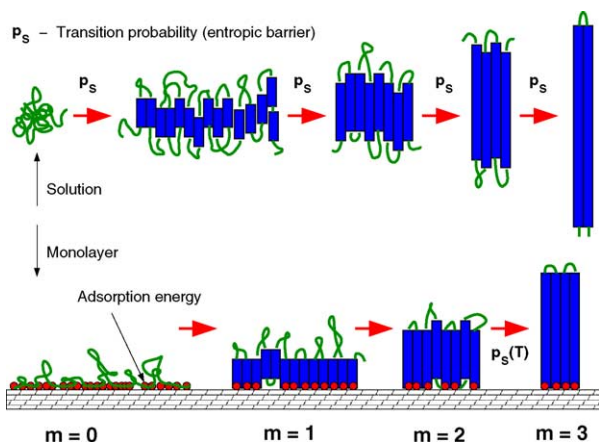 pS – Transition probability (entropic barrier)
pS pS pS pS
Solution
Monolayer
Adsorption energy
pS(T)
m = 0 m = 1 m = 2 m = 3